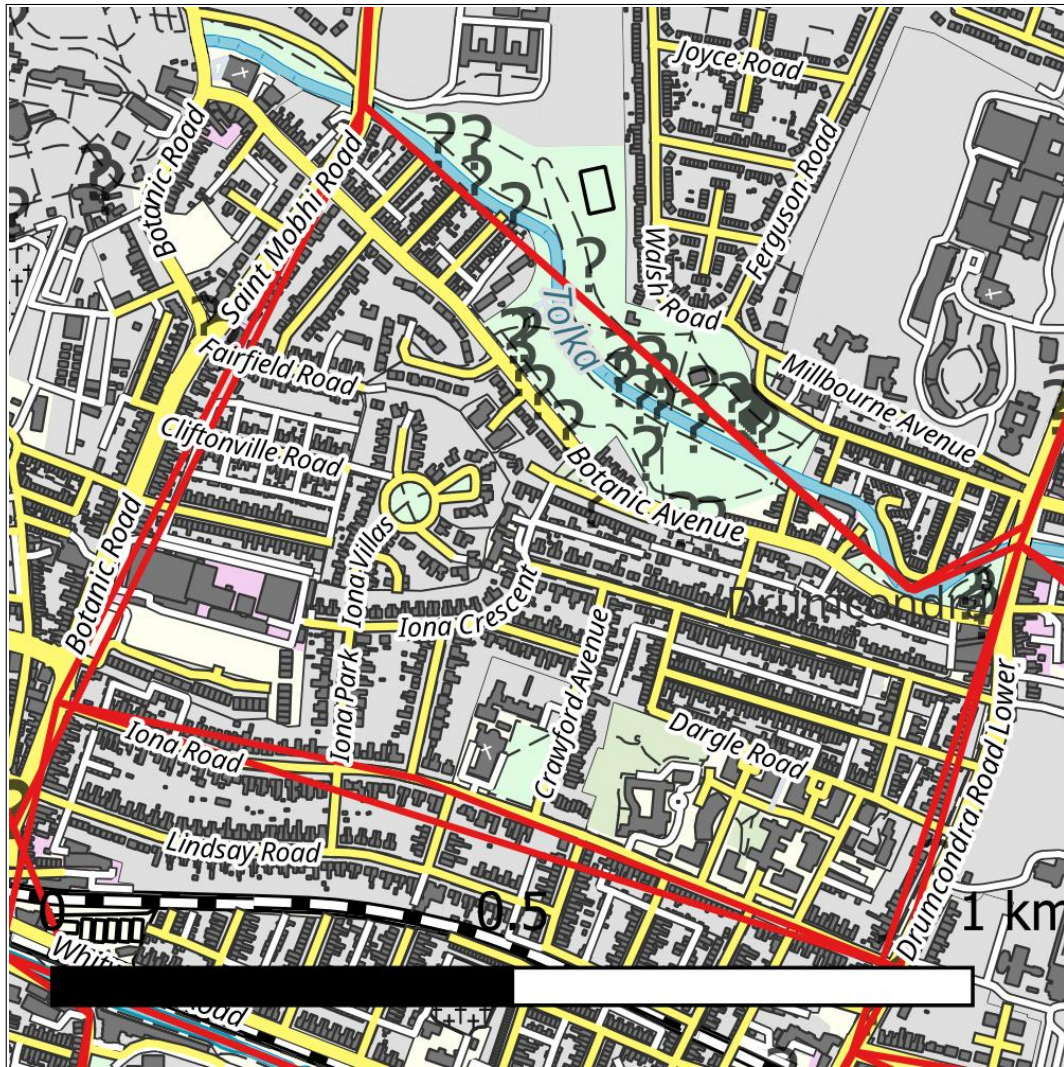 Joyce Road
Botanic Road
Saint Mobhi Road
Ferguson Road
Walsh Road
Tolka
Fairfield Road
Millbourne Avenue
Cliftonville Road
Botanic Avenue
Botanic Road
Iona Villas
Iona Crescent
Drumcondra
Iona Park
Crawford Avenue
Iona Road
Dargle Road
Drumcondra Road Lower
Lindsay Road
0
0.5
1 km
Road